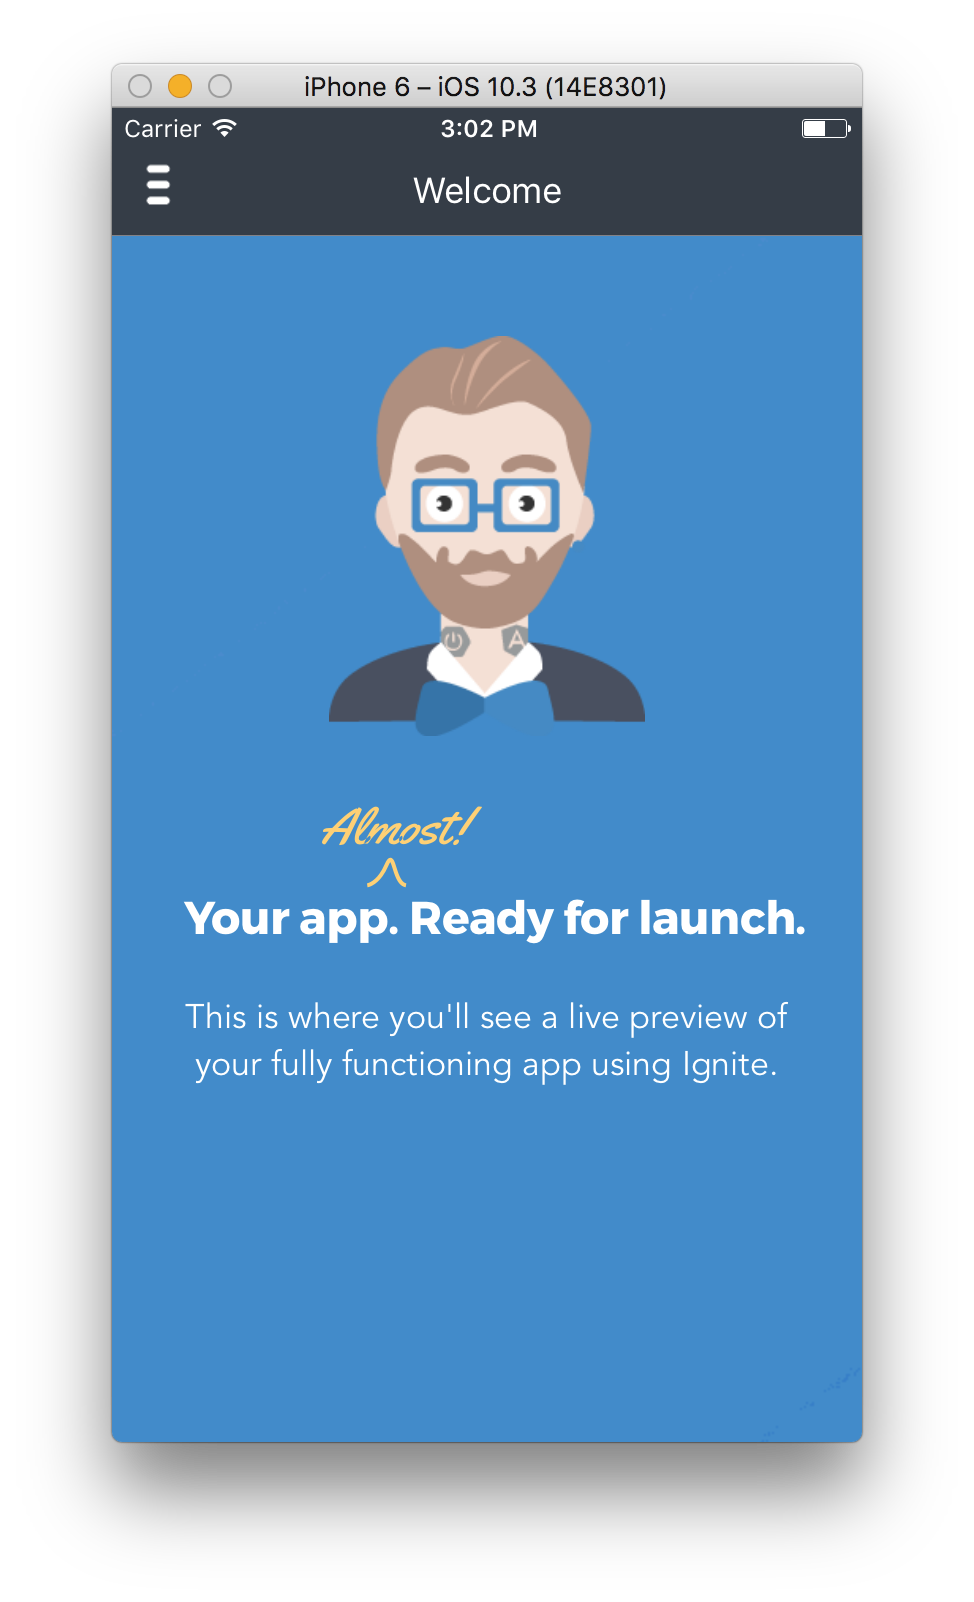 iPhone 6 – iOS 10.3 (14E8301)
Carrier 3:02 PM
Welcome
A
Almost!
Your app. Ready for launch.
This is where you'll see a live preview of
your fully functioning app using Ignite.